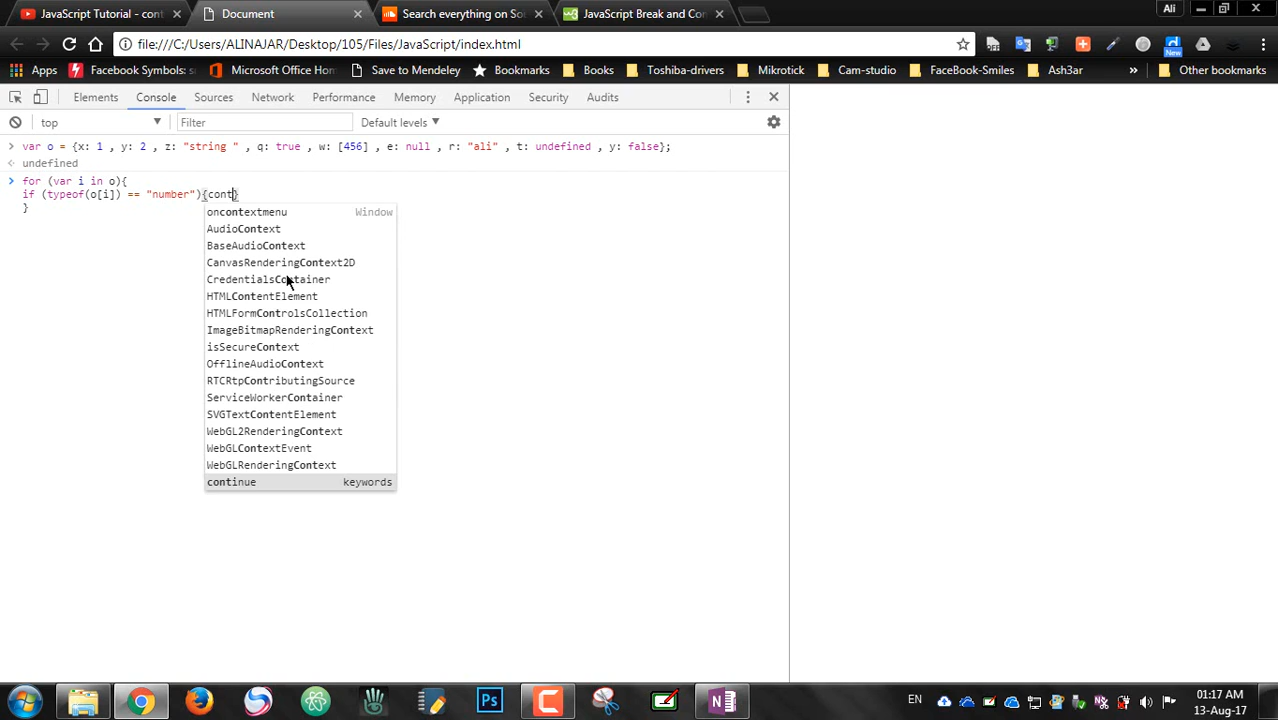 JavaScript Tutorial - cont
Document
Search everything on Sou
JavaScript Break and Con
Ali
file:///C:/Users/ALINAJAR/Desktop/105/Files/JavaScript/index.html
OFF
New
Apps
Facebook Symbols: s
Microsoft Office Hom
Save to Mendeley
Bookmarks
Books
Toshiba-drivers
Mikrotick
Cam-studio
FaceBook-Smiles
Ash3ar
»
Other bookmarks
Elements
Console
Sources
Network
Performance
Memory
Application
Security
Audits
top
Filter
Default levels
var o = {x: 1 , y: 2 , z: "string " , q: true , w: [456] , e: null , r: "ali" , t: undefined , y: false};
undefined
for (var i in o){
if (typeof(o[i]) == "number"){cont}
}
oncontextmenu Window
AudioContext
BaseAudioContext
CanvasRenderingContext2D
CredentialsContainer
HTMLContentElement
HTMLFormControlsCollection
ImageBitmapRenderingContext
isSecureContext
OfflineAudioContext
RTCRtpContributingSource
ServiceWorkerContainer
SVGTextContentElement
WebGL2RenderingContext
WebGLContextEvent
WebGLRenderingContext
continue keywords
Ps
EN
01:17 AM
13-Aug-17